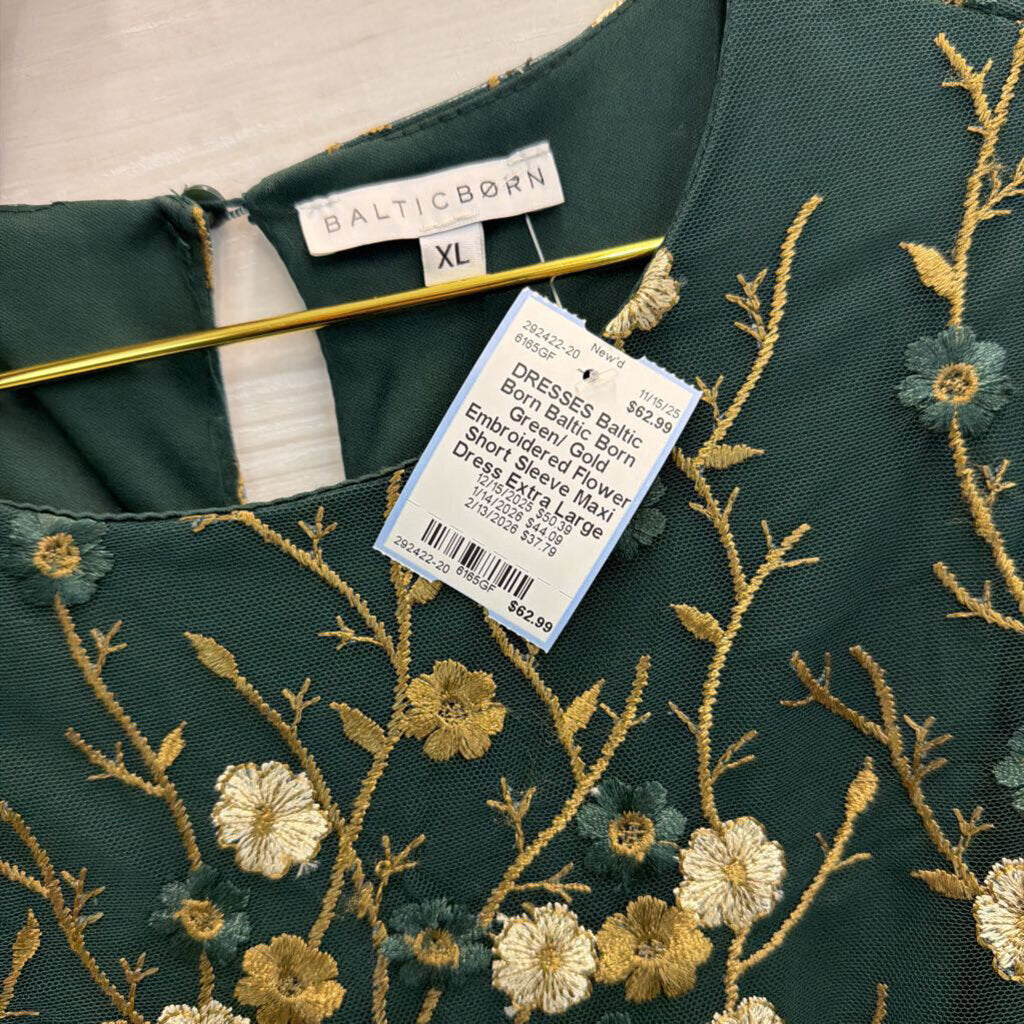 BALTICBØRN
XL
292422-20 New'd 11/15/25
6165GF $62.99
DRESSES Baltic
Born Baltic Born
Green/ Gold
Embroidered Flower
Short Sleeve Maxi
Dress Extra Large
12/15/2025 $50.39
1/14/2026 $44.09
2/13/2026 $37.79
292422-20 6165GF $62.99